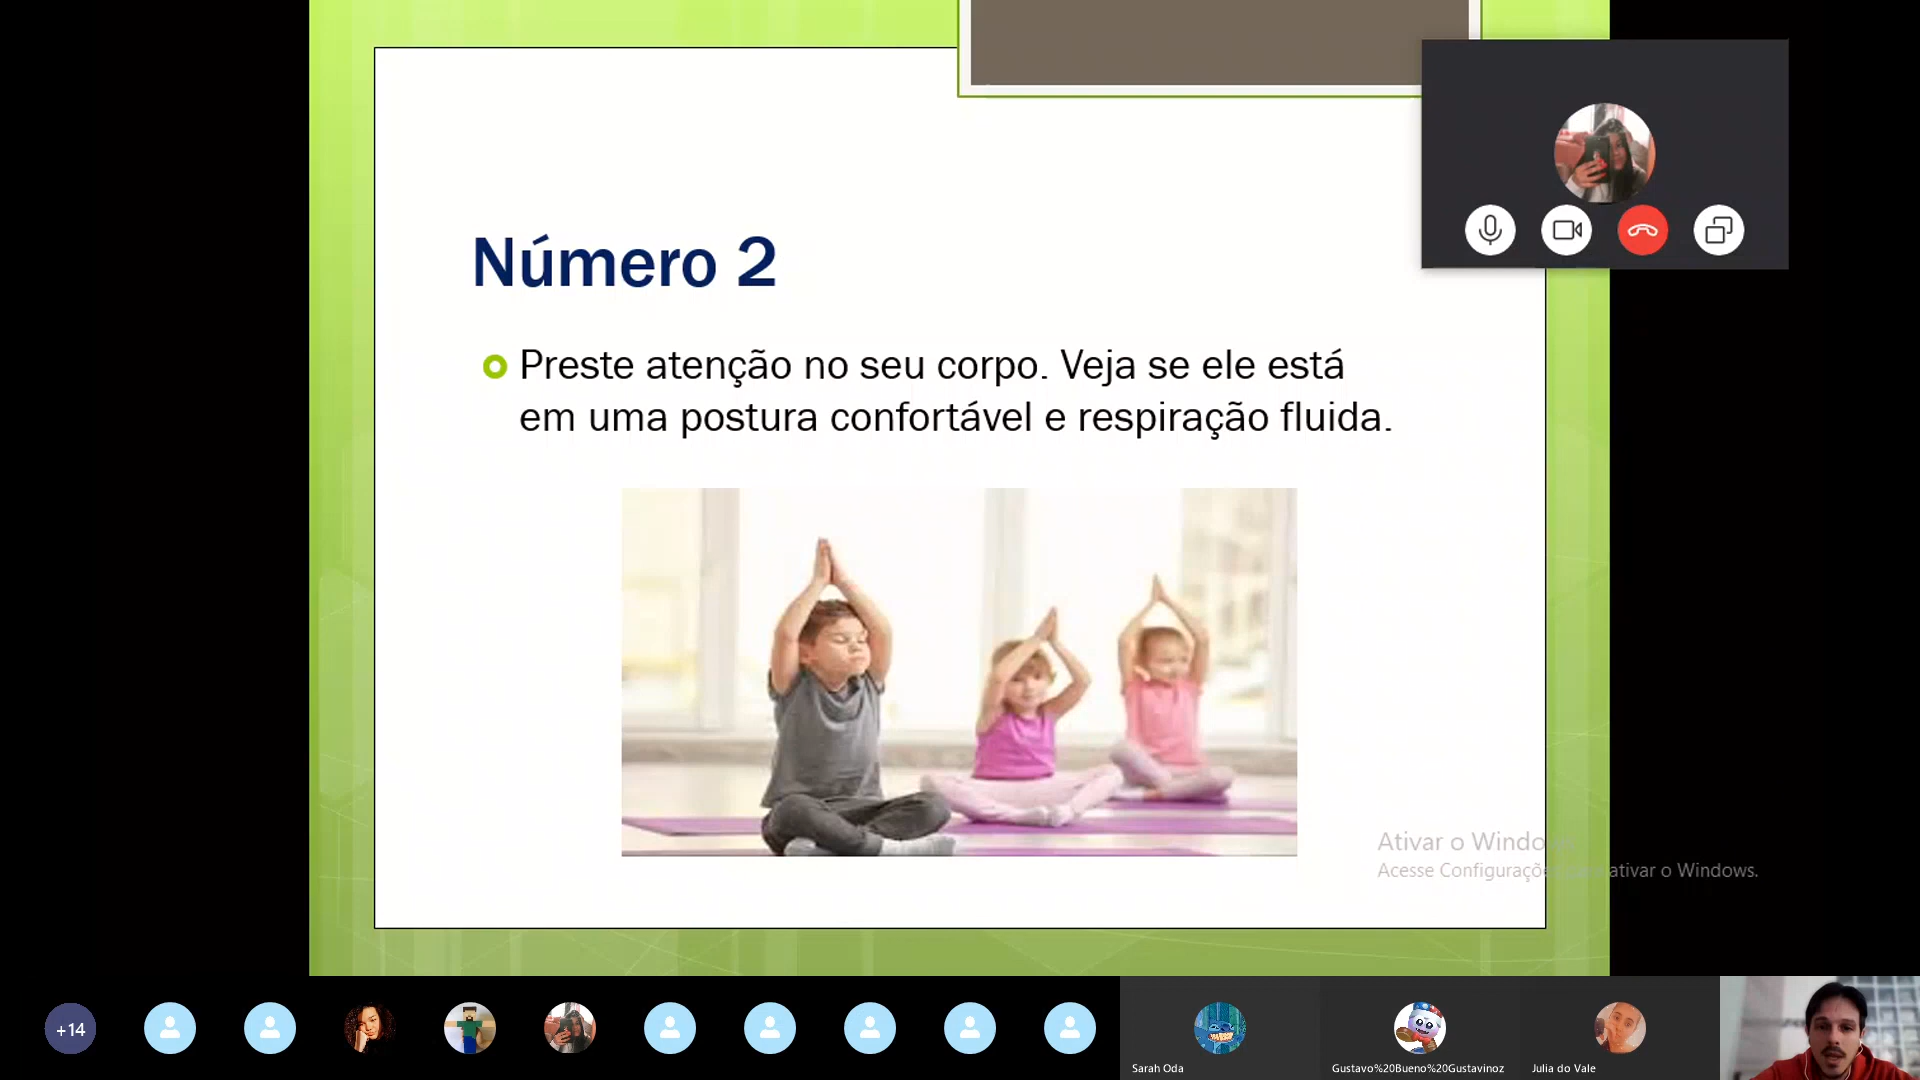 Número 2
Preste atenção no seu corpo. Veja se ele está
em uma postura confortável e respiração fluida.
Ativar o Windo
Acesse Configuraçõ ativar o Windows.
+14
Sarah Oda
Gustavo%20Bueno%20Gustavinoz
Julia do Vale